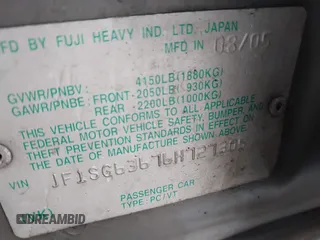 MFD BY FUJI HEAVY IND. LTD. JAPAN
MFD IN 03/05
GVWR/PNBV: 4150LB(1880KG)
GAWR/PNBE: FRONT-2050LB( 930KG)
REAR -2200LB(1000KG)
THIS VEHICLE CONFORMS TO ALL APPLICABLE
FEDERAL MOTOR VEHICLE SAFETY, BUMPER, AND
THEFT PREVENTION STANDARDS IN EFFECT ON
DATE OF MANUFACTURE SHOWN ABOVE.
VIN
PASSENGER CAR
TYPE PC/VT
DREAMBID